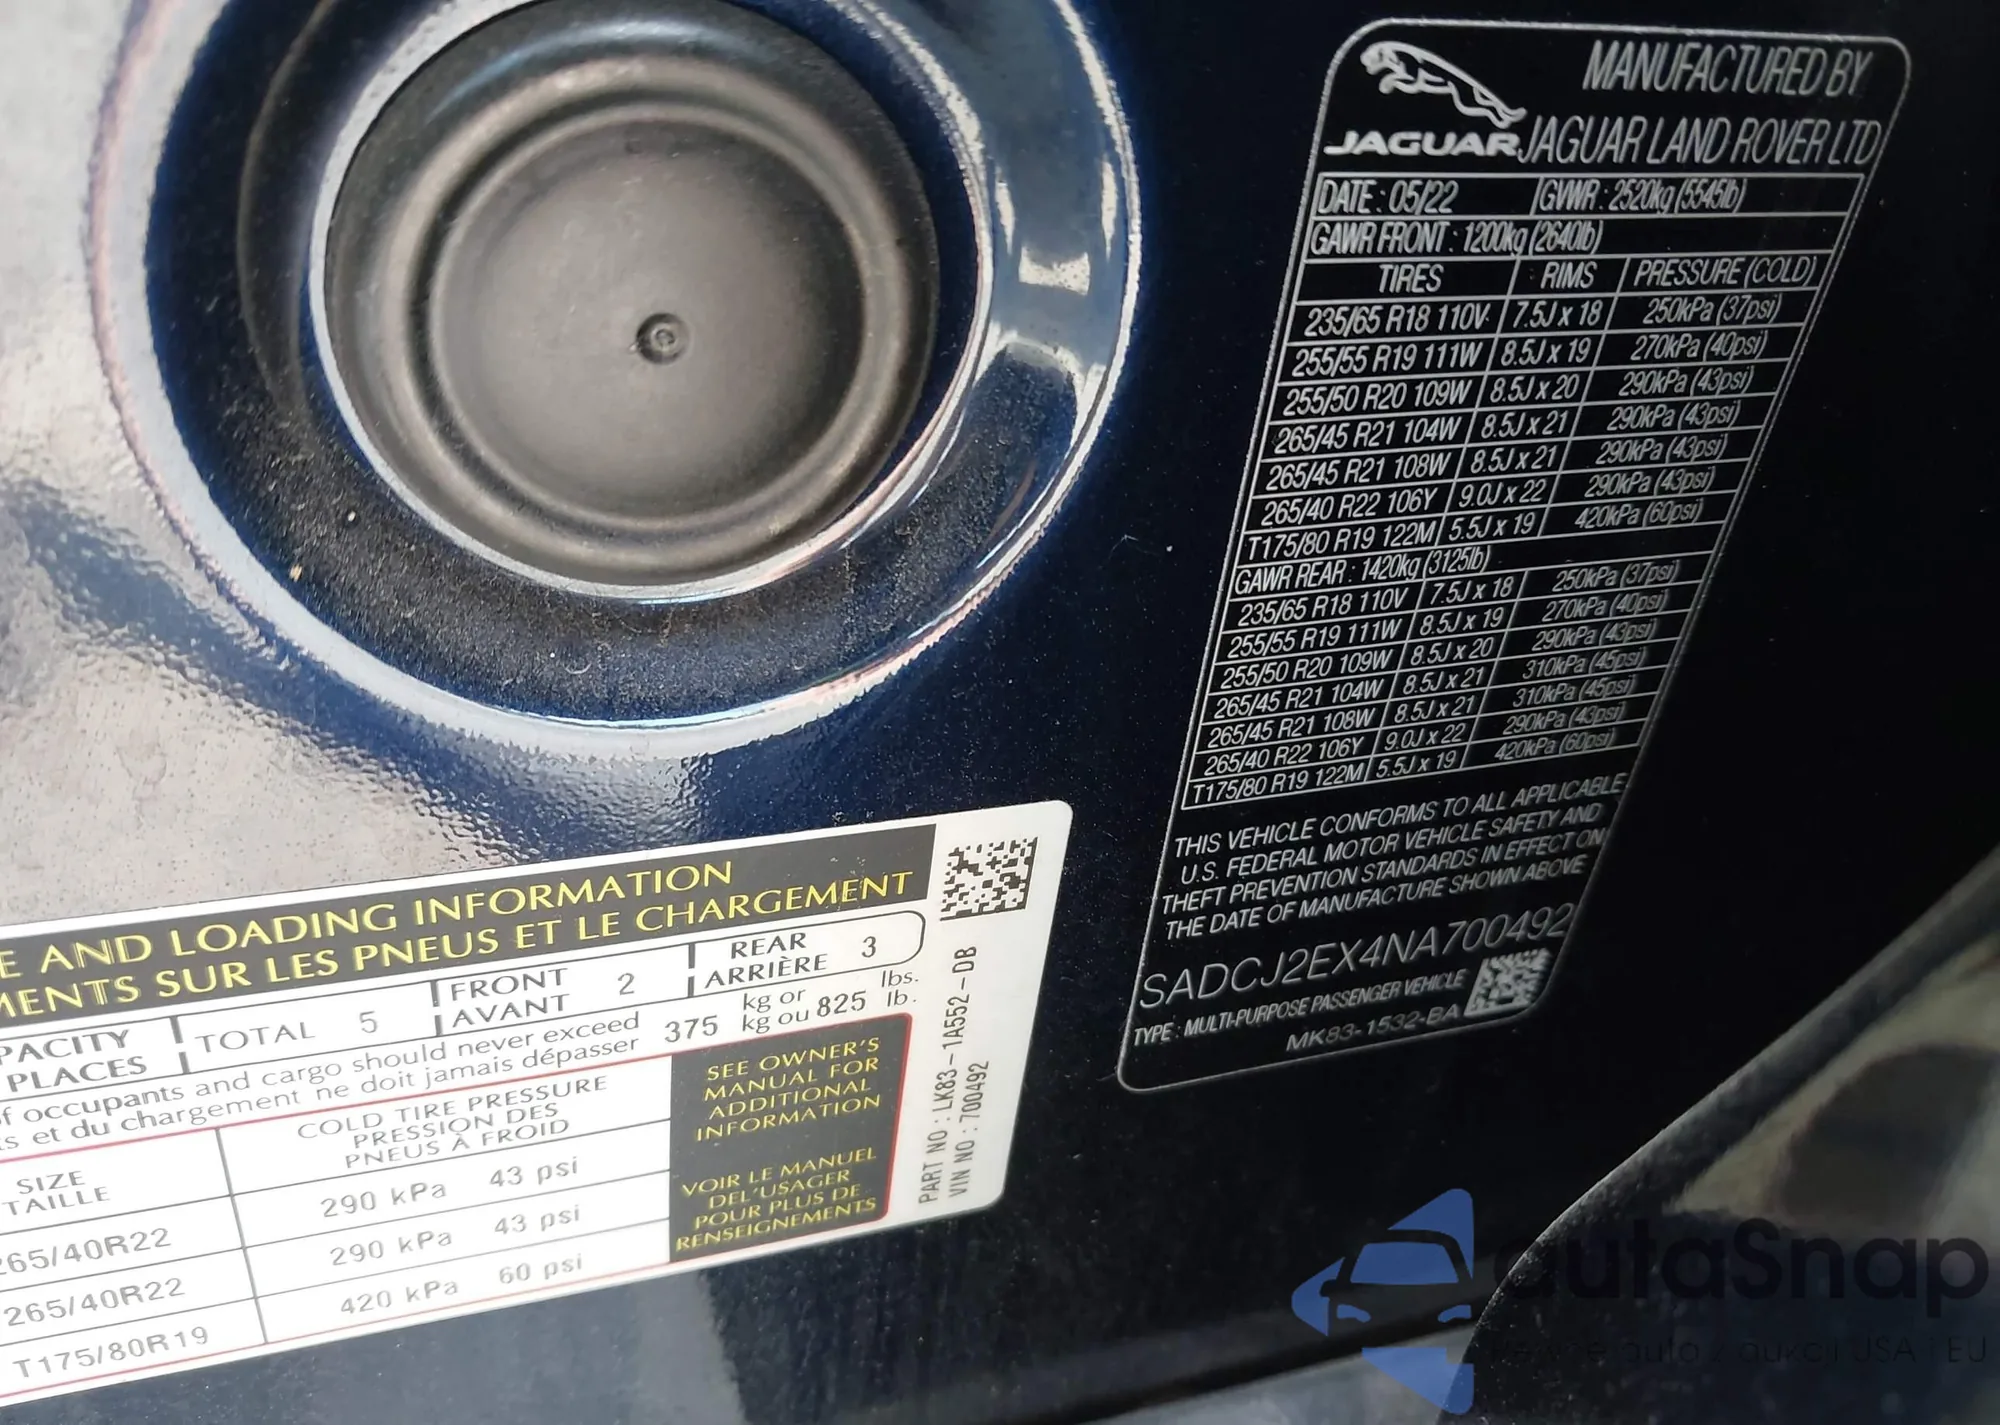 JAGUAR
MANUFACTURED BY
JAGUAR LAND ROVER LTD
DATE : 05/22 GVWR : 2520kg (5545lb)
GAWR FRONT : 1200kg (2640lb)
TIRES RIMS PRESSURE (COLD)
235/65 R18 110V 7.5J x 18 250kPa (37psi)
255/55 R19 111W 8.5J x 19 270kPa (40psi)
255/50 R20 109W 8.5J x 20 290kPa (43psi)
265/45 R21 104W 8.5J x 21 290kPa (43psi)
265/45 R21 108W 8.5J x 21 290kPa (43psi)
265/40 R22 106Y 9.0J x 22 290kPa (43psi)
T175/80 R19 122M 5.5J x 19 420kPa (60psi)
GAWR REAR : 1420kg (3125lb)
235/65 R18 110V 7.5J x 18 250kPa (37psi)
255/55 R19 111W 8.5J x 19 270kPa (40psi)
255/50 R20 109W 8.5J x 20 290kPa (43psi)
265/45 R21 104W 8.5J x 21 310kPa (45psi)
265/45 R21 108W 8.5J x 21 310kPa (45psi)
265/40 R22 106Y 9.0J x 22 290kPa (43psi)
T175/80 R19 122M 5.5J x 19 420kPa (60psi)
THIS VEHICLE CONFORMS TO ALL APPLICABLE
U.S. FEDERAL MOTOR VEHICLE SAFETY AND
THEFT PREVENTION STANDARDS IN EFFECT ON
THE DATE OF MANUFACTURE SHOWN ABOVE
SADCJ2EX4NA700492
TYPE : MULTI-PURPOSE PASSENGER VEHICLE
MK83-1532-BA
E AND LOADING INFORMATION
MENTS SUR LES PNEUS ET LE CHARGEMENT
PACITY TOTAL 5 FRONT 2 REAR 3
PLACES AVANT ARRIÈRE
of occupants and cargo should never exceed 375 kg or 825 lbs.
ts et du chargement ne doit jamais dépasser kg ou lb.
SIZE COLD TIRE PRESSURE
TAILLE PRESSION DES
PNEUS À FROID
265/40R22 290 kPa 43 psi
265/40R22 290 kPa 43 psi
T175/80R19 420 kPa 60 psi
SEE OWNER'S
MANUAL FOR
ADDITIONAL
INFORMATION
VOIR LE MANUEL
DEL'USAGER
POUR PLUS DE
RENSEIGNEMENTS
PART NO : LK83-1A552-DB
VIN NO : 700492
autoSnap
auto
USA EU